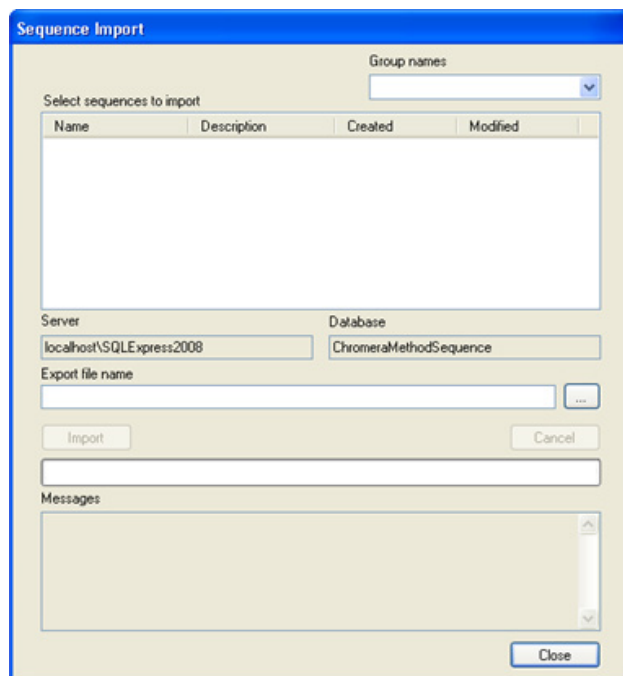 Sequence Import
Group names
Select sequences to import
Name Description Created Modified
Server Database
localhost\SQLExpress2008 ChromeraMethodSequence
Export file name
...
Import Cancel
Messages
Close